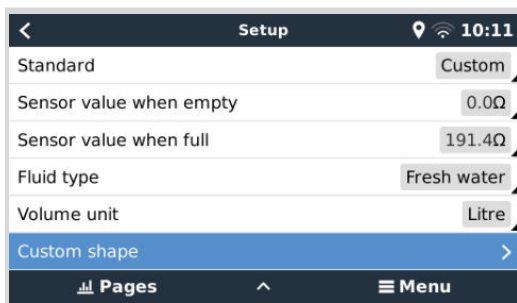 Setup 10:11
Standard Custom
Sensor value when empty 0.0Ω
Sensor value when full 191.4Ω
Fluid type Fresh water
Volume unit Litre
Custom shape
Pages Menu